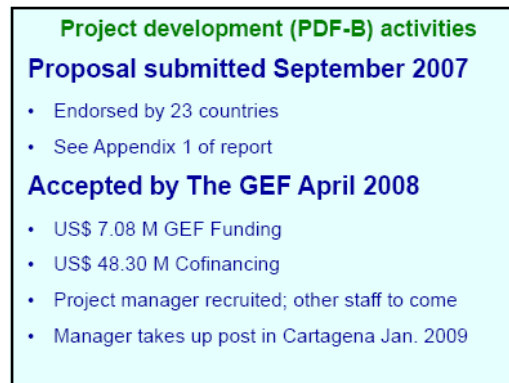 Project development (PDF-B) activities
Proposal submitted September 2007
• Endorsed by 23 countries
• See Appendix 1 of report
Accepted by The GEF April 2008
• US$ 7.08 M GEF Funding
• US$ 48.30 M Cofinancing
• Project manager recruited; other staff to come
• Manager takes up post in Cartagena Jan. 2009